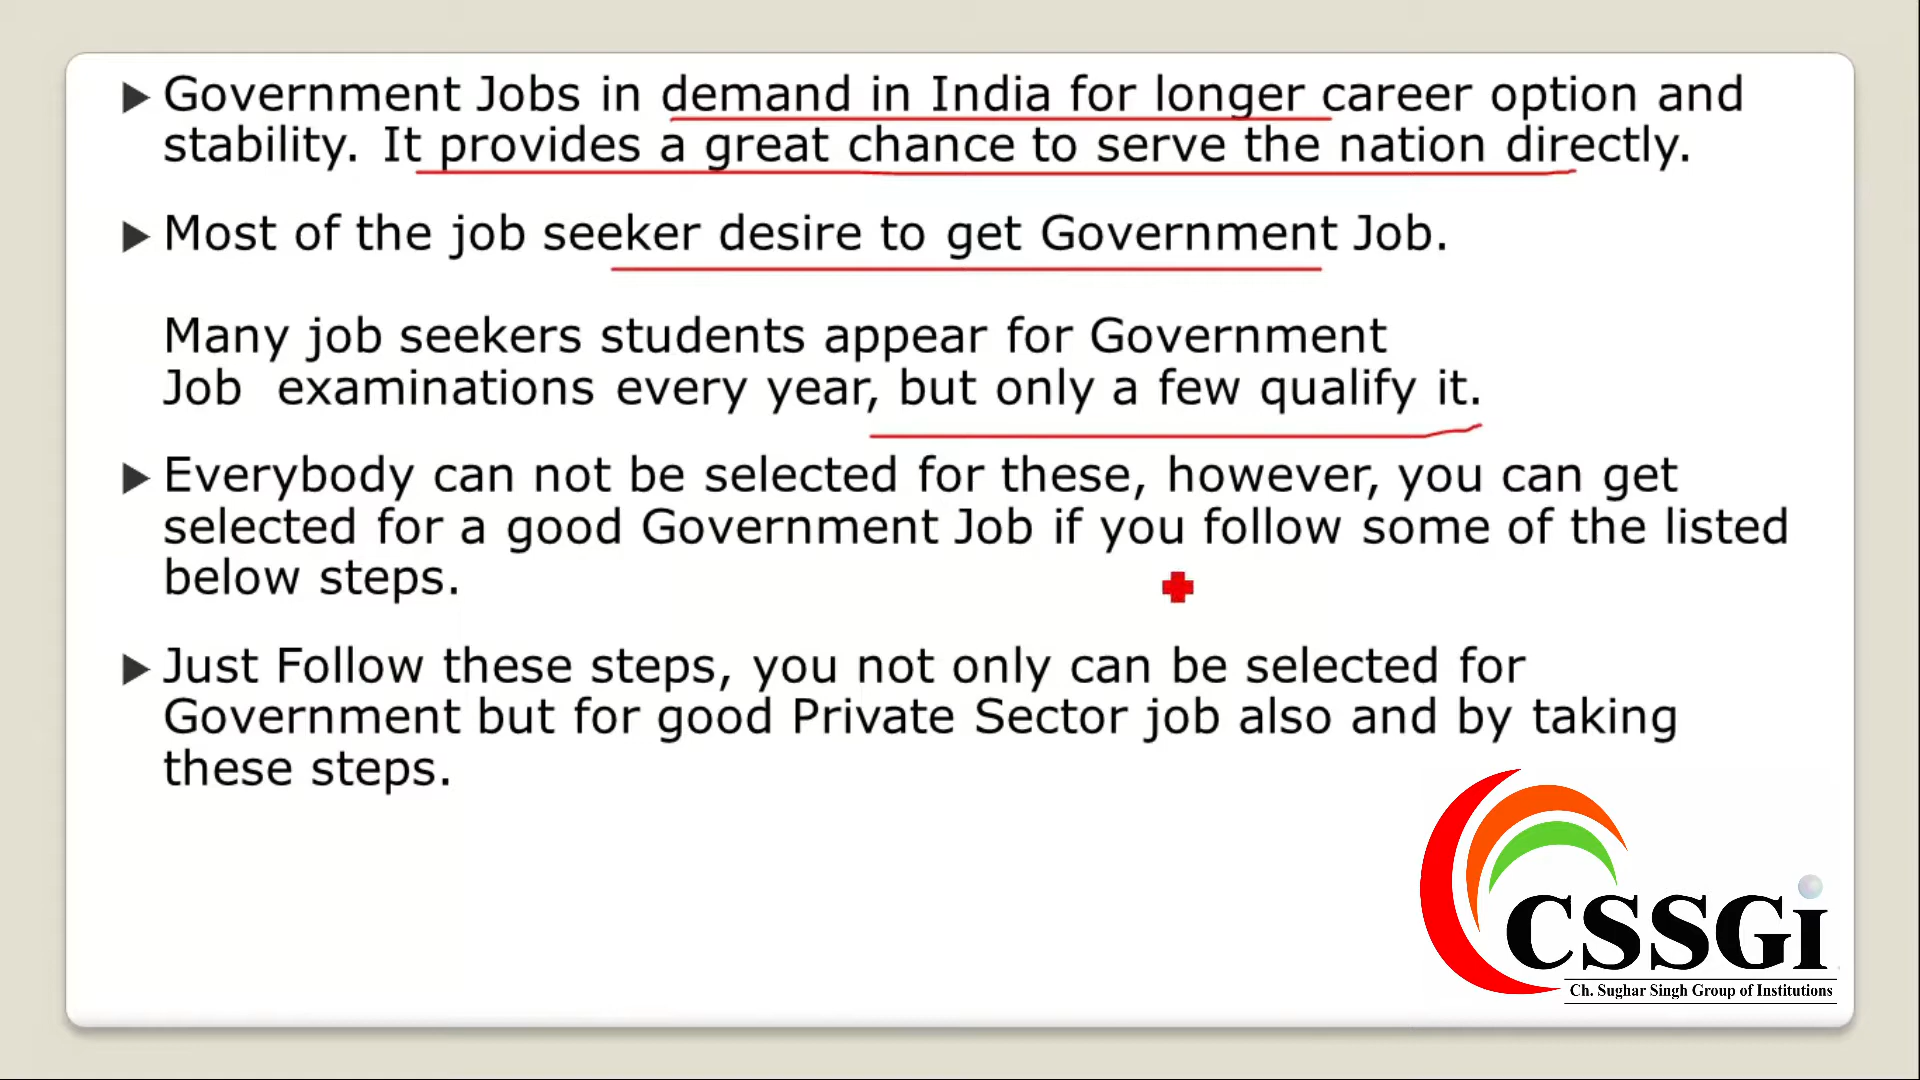 Government Jobs in demand in India for longer career option and
stability. It provides a great chance to serve the nation directly.
Most of the job seeker desire to get Government Job.
Many job seekers students appear for Government
Job examinations every year, but only a few qualify it.
Everybody can not be selected for these, however, you can get
selected for a good Government Job if you follow some of the listed
below steps.
Just Follow these steps, you not only can be selected for
Government but for good Private Sector job also and by taking
these steps.
CSSGi
Ch. Sughar Singh Group of Institutions